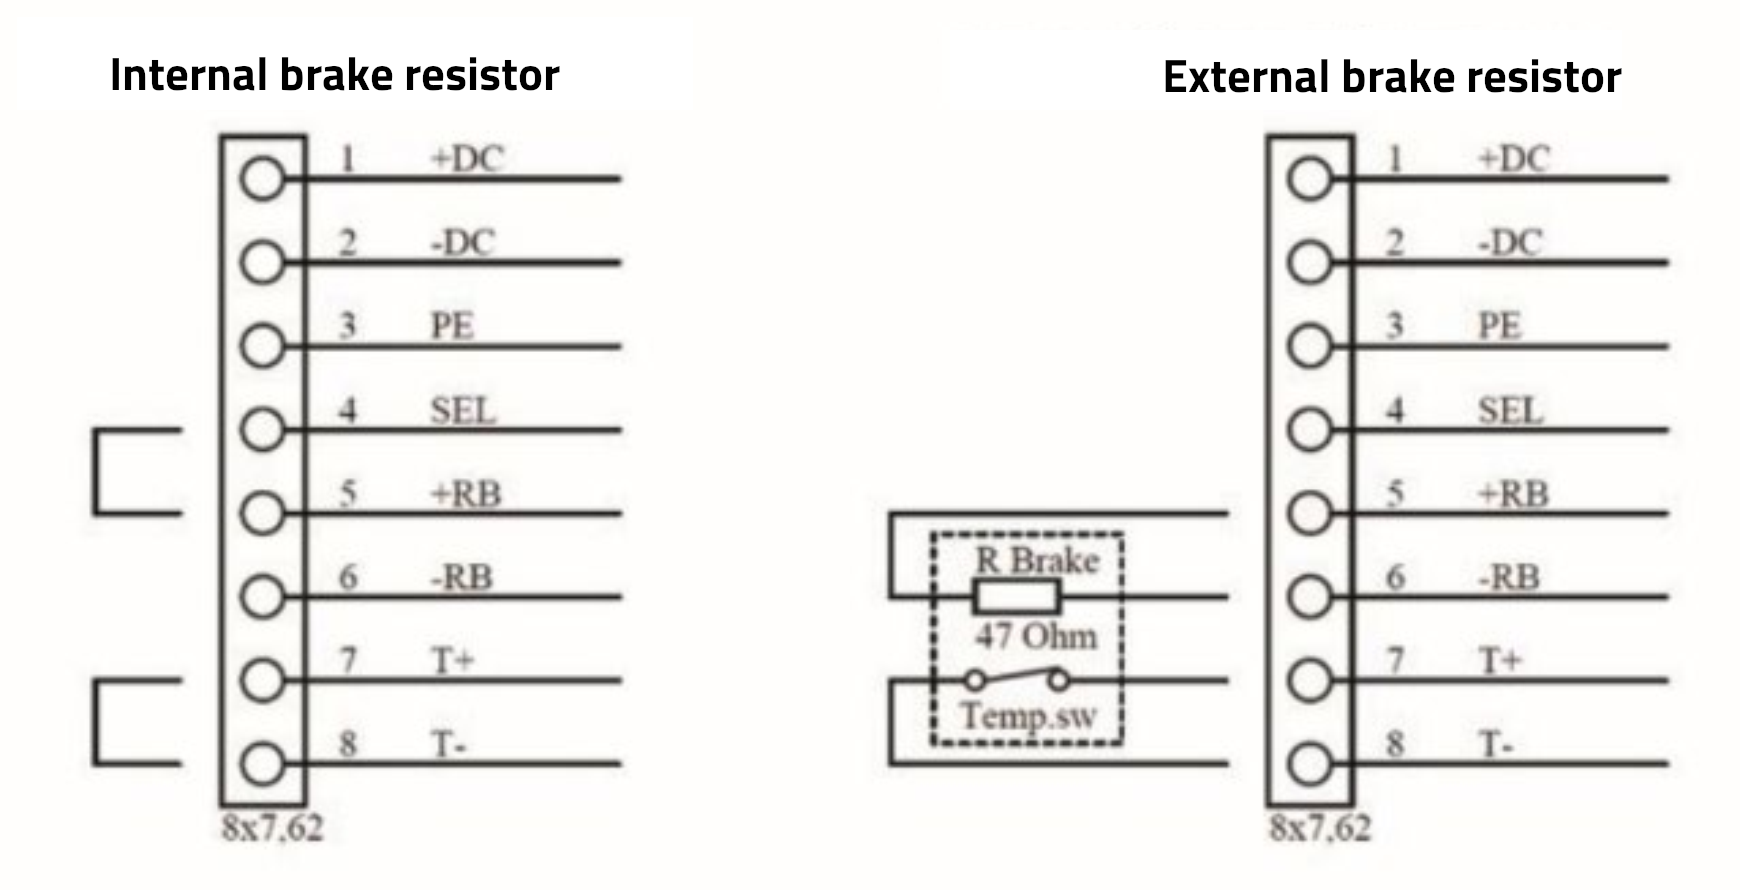 Internal brake resistor
1 +DC
2 -DC
3 PE
4 SEL
5 +RB
6 -RB
7 T+
8 T-
8x7,62
External brake resistor
1 +DC
2 -DC
3 PE
4 SEL
5 +RB
R Brake
6 -RB
47 Ohm
7 T+
Temp.sw
8 T-
8x7,62